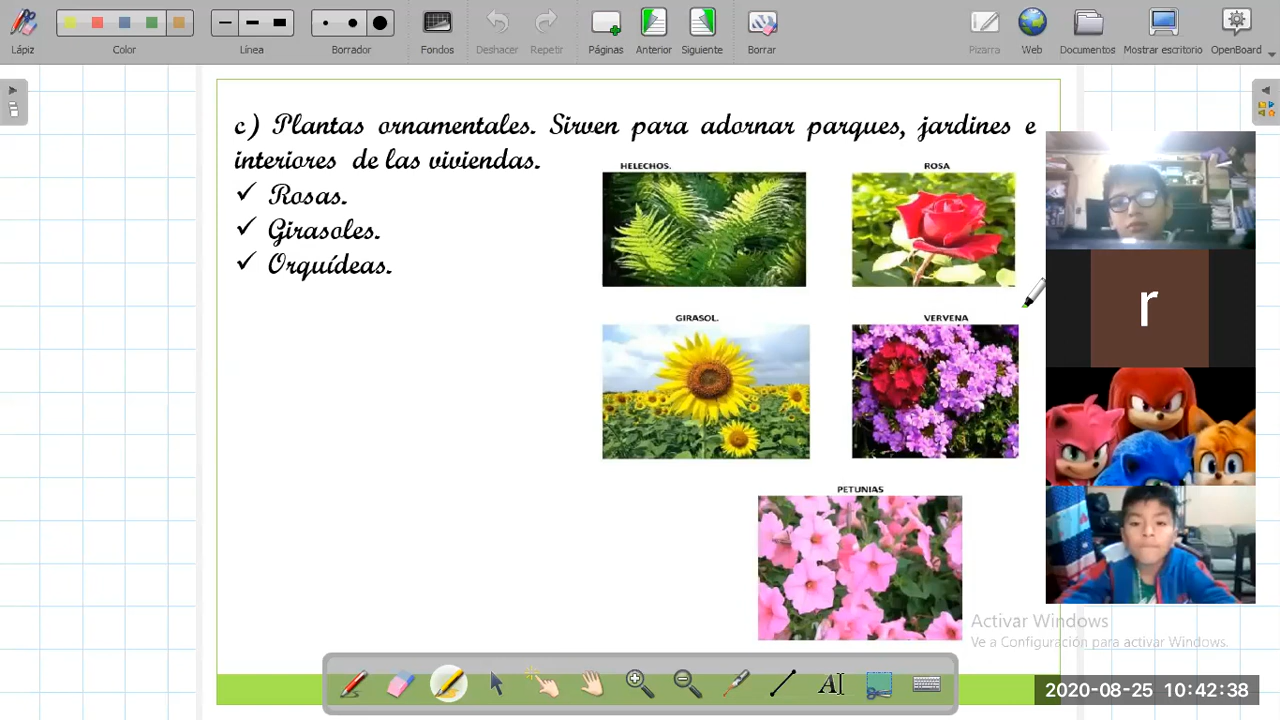 Lápiz
Color
Línea
Borrador
Fondos
Deshacer
Repetir
Páginas
Anterior
Siguiente
Borrar
Pizarra
Web
Documentos
Mostrar escritorio
OpenBoard
c) Plantas ornamentales. Sirven para adornar parques, jardines e
interiores de las viviendas.
✓ Rosas.
✓ Girasoles.
✓ Orquídeas.
HELECHOS.
ROSA
GIRASOL.
VERVENA
PETUNIAS
r
Activar Windows
Ve a Configuración para activar Windows.
AI
2020-08-25 10:42:38